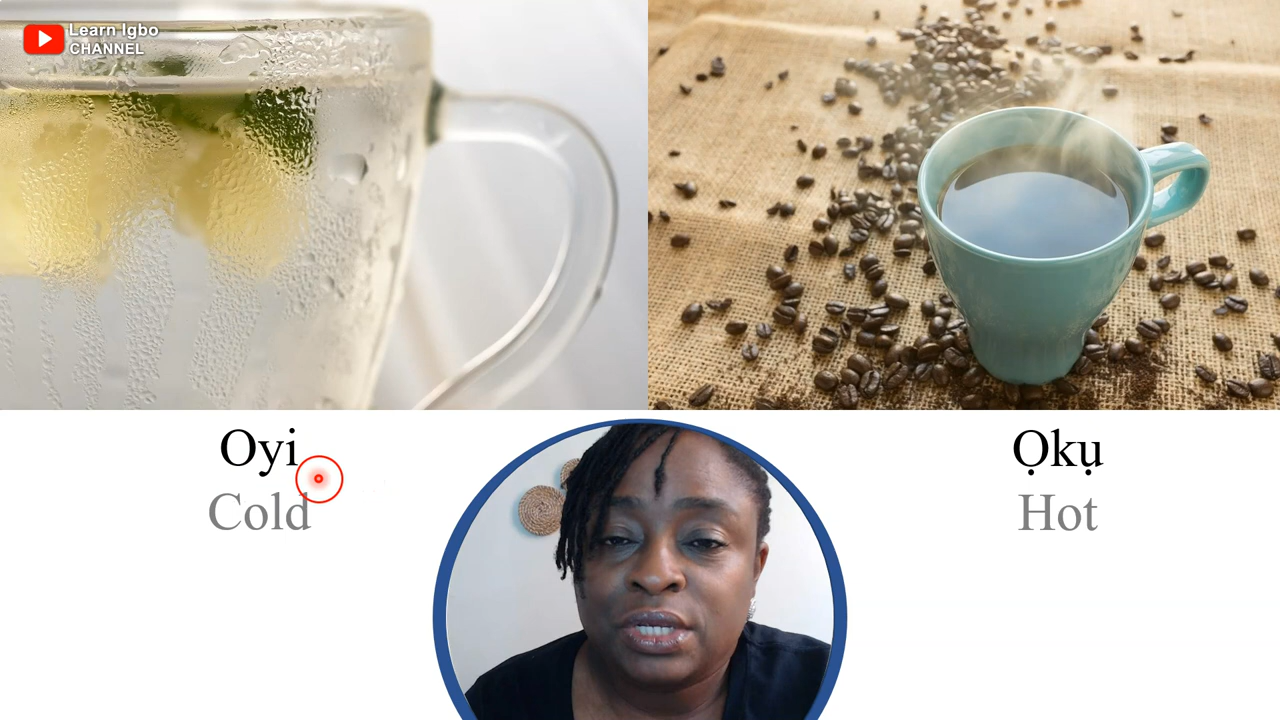 Learn Igbo
CHANNEL
Oyi
Cold
Ọkụ
Hot